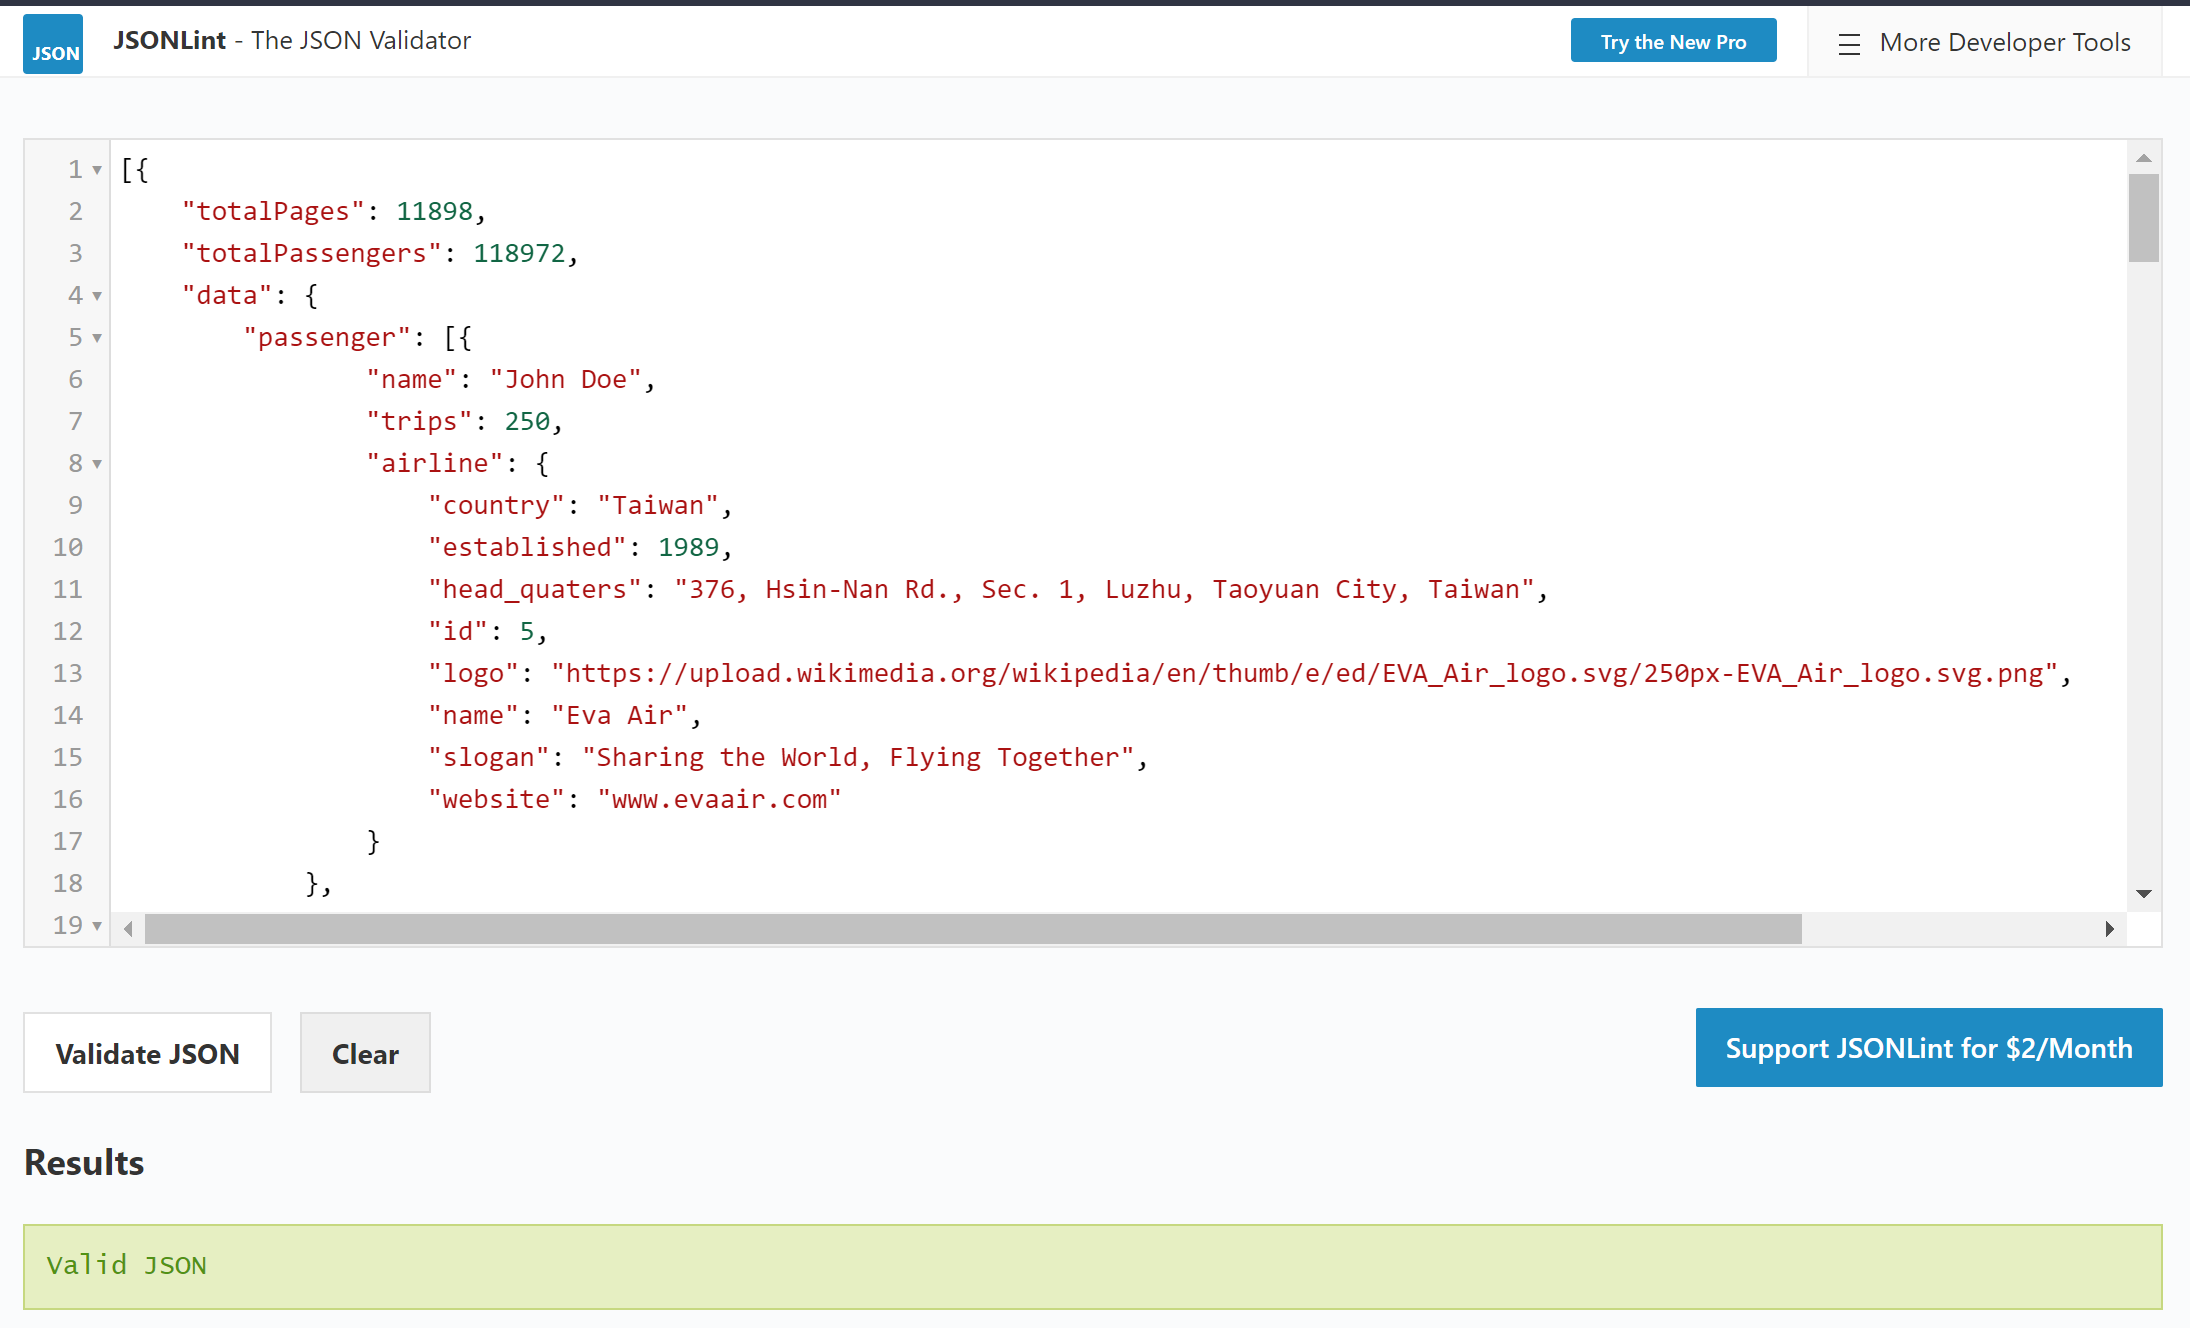 JSON
JSONLint - The JSON Validator
Try the New Pro
More Developer Tools
1 [{
2 "totalPages": 11898,
3 "totalPassengers": 118972,
4 "data": {
5 "passenger": [{
6 "name": "John Doe",
7 "trips": 250,
8 "airline": {
9 "country": "Taiwan",
10 "established": 1989,
11 "head_quaters": "376, Hsin-Nan Rd., Sec. 1, Luzhu, Taoyuan City, Taiwan",
12 "id": 5,
13 "logo": "https://upload.wikimedia.org/wikipedia/en/thumb/e/ed/EVA_Air_logo.svg/250px-EVA_Air_logo.svg.png",
14 "name": "Eva Air",
15 "slogan": "Sharing the World, Flying Together",
16 "website": "www.evaair.com"
17 }
18 },
19
Validate JSON
Clear
Support JSONLint for $2/Month
Results
Valid JSON